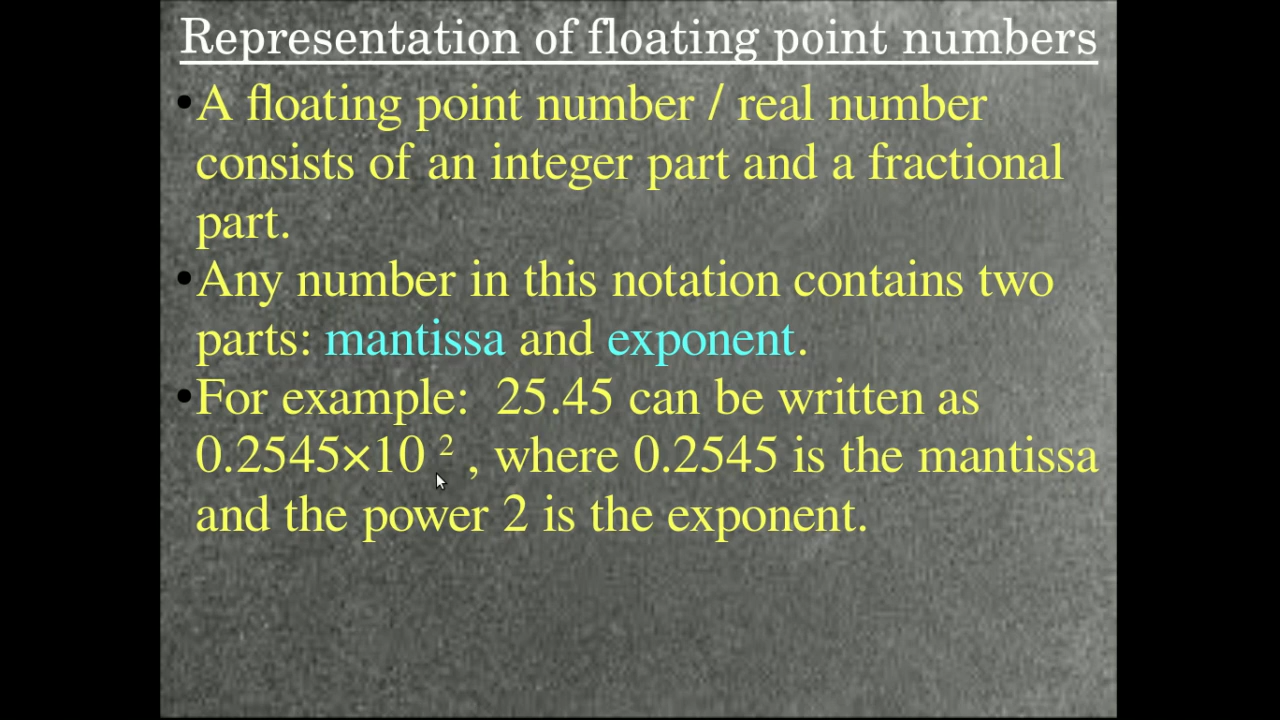 Representation of floating point numbers
•A floating point number / real number
consists of an integer part and a fractional
part.
•Any number in this notation contains two
parts: mantissa and exponent.
•For example:  25.45 can be written as
0.2545×10 ² , where 0.2545 is the mantissa
and the power 2 is the exponent.